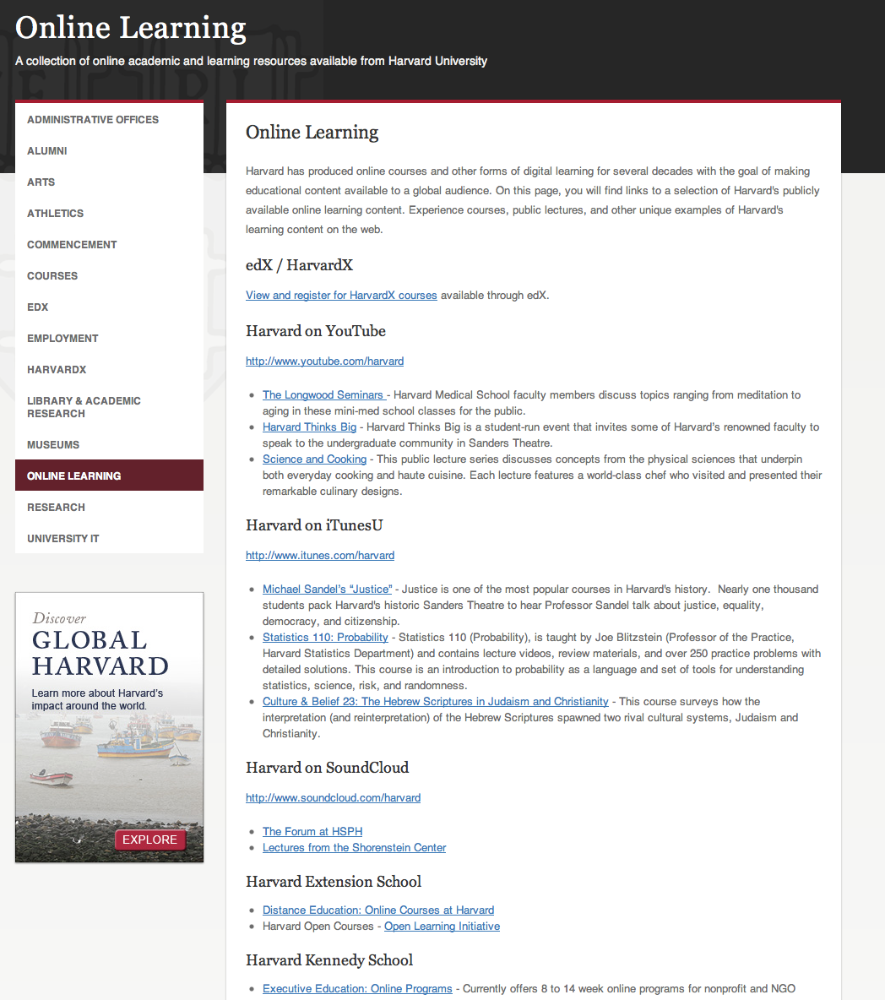 Online Learning
A collection of online academic and learning resources available from Harvard University
ADMINISTRATIVE OFFICES
ALUMNI
ARTS
ATHLETICS
COMMENCEMENT
COURSES
EDX
EMPLOYMENT
HARVARDX
LIBRARY & ACADEMIC
RESEARCH
MUSEUMS
ONLINE LEARNING
RESEARCH
UNIVERSITY IT
Discover
GLOBAL
HARVARD
Learn more about Harvard's
impact around the world.
EXPLORE
Online Learning
Harvard has produced online courses and other forms of digital learning for several decades with the goal of making
educational content available to a global audience. On this page, you will find links to a selection of Harvard's publicly
available online learning content. Experience courses, public lectures, and other unique examples of Harvard's
learning content on the web.
edX / HarvardX
View and register for HarvardX courses available through edX.
Harvard on YouTube
http://www.youtube.com/harvard
• The Longwood Seminars - Harvard Medical School faculty members discuss topics ranging from meditation to
aging in these mini-med school classes for the public.
• Harvard Thinks Big - Harvard Thinks Big is a student-run event that invites some of Harvard's renowned faculty to
speak to the undergraduate community in Sanders Theatre.
• Science and Cooking - This public lecture series discusses concepts from the physical sciences that underpin
both everyday cooking and haute cuisine. Each lecture features a world-class chef who visited and presented their
remarkable culinary designs.
Harvard on iTunesU
http://www.itunes.com/harvard
• Michael Sandel's “Justice” - Justice is one of the most popular courses in Harvard's history. Nearly one thousand
students pack Harvard's historic Sanders Theatre to hear Professor Sandel talk about justice, equality,
democracy, and citizenship.
• Statistics 110: Probability - Statistics 110 (Probability), is taught by Joe Blitzstein (Professor of the Practice,
Harvard Statistics Department) and contains lecture videos, review materials, and over 250 practice problems with
detailed solutions. This course is an introduction to probability as a language and set of tools for understanding
statistics, science, risk, and randomness.
• Culture & Belief 23: The Hebrew Scriptures in Judaism and Christianity - This course surveys how the
interpretation (and reinterpretation) of the Hebrew Scriptures spawned two rival cultural systems, Judaism and
Christianity.
Harvard on SoundCloud
http://www.soundcloud.com/harvard
• The Forum at HSPH
• Lectures from the Shorenstein Center
Harvard Extension School
• Distance Education: Online Courses at Harvard
• Harvard Open Courses - Open Learning Initiative
Harvard Kennedy School
• Executive Education: Online Programs - Currently offers 8 to 14 week online programs for nonprofit and NGO